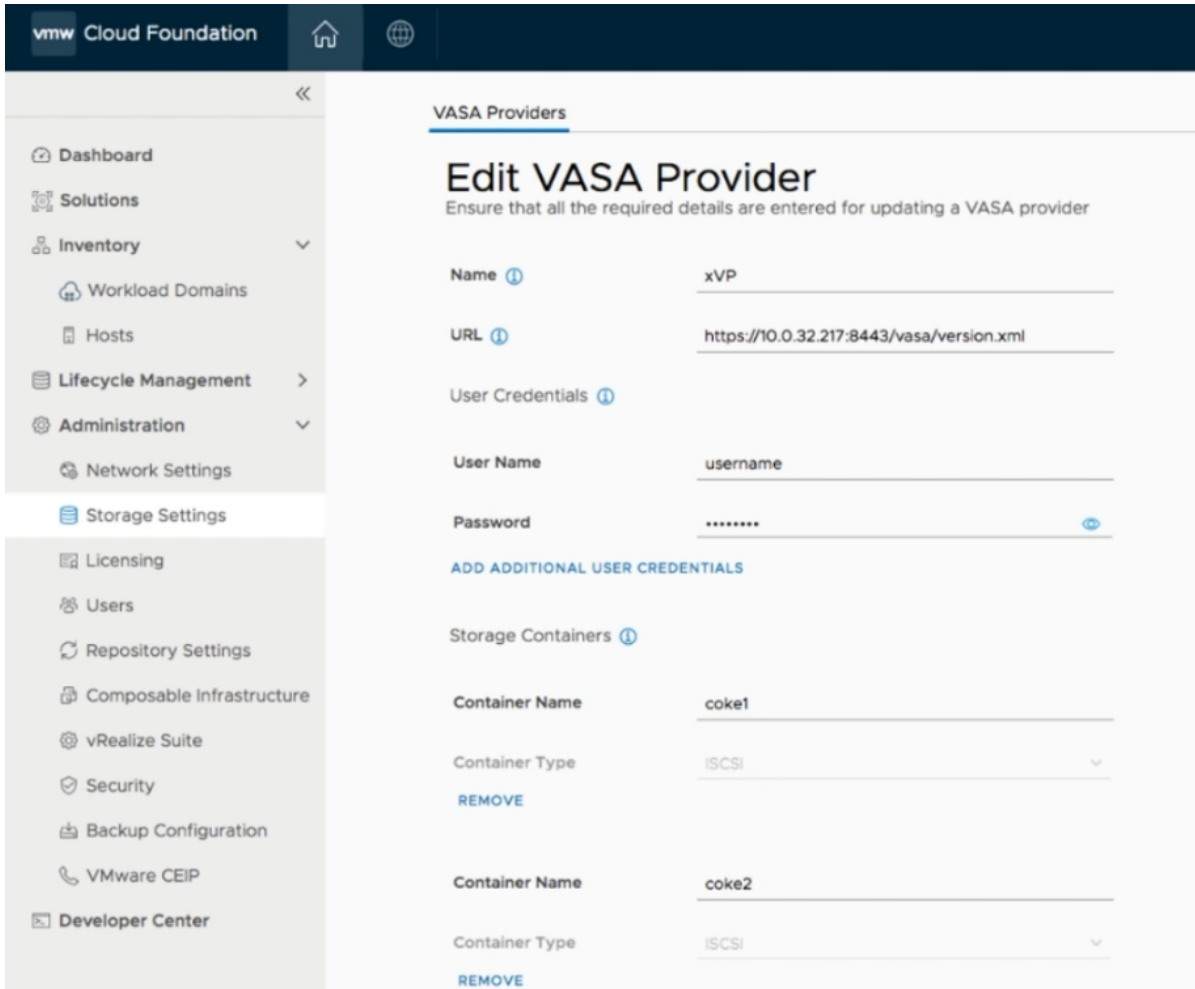 vmw Cloud Foundation
Dashboard
Solutions
Inventory
Workload Domains
Hosts
Lifecycle Management
Administration
Network Settings
Storage Settings
Licensing
Users
Repository Settings
Composable Infrastructure
vRealize Suite
Security
Backup Configuration
VMware CEIP
Developer Center
VASA Providers
Edit VASA Provider
Ensure that all the required details are entered for updating a VASA provider
Name xVP
URL https://10.0.32.217:8443/vasa/version.xml
User Credentials
User Name username
Password ••••••••
ADD ADDITIONAL USER CREDENTIALS
Storage Containers
Container Name coke1
Container Type ISCSI
REMOVE
Container Name coke2
Container Type ISCSI
REMOVE